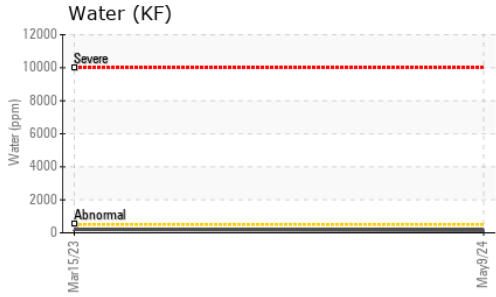 Water (KF)
12000
Severe
10000
8000
Water (ppm)
6000
4000
2000
Abnormal
0
Mar15/23
May9/24